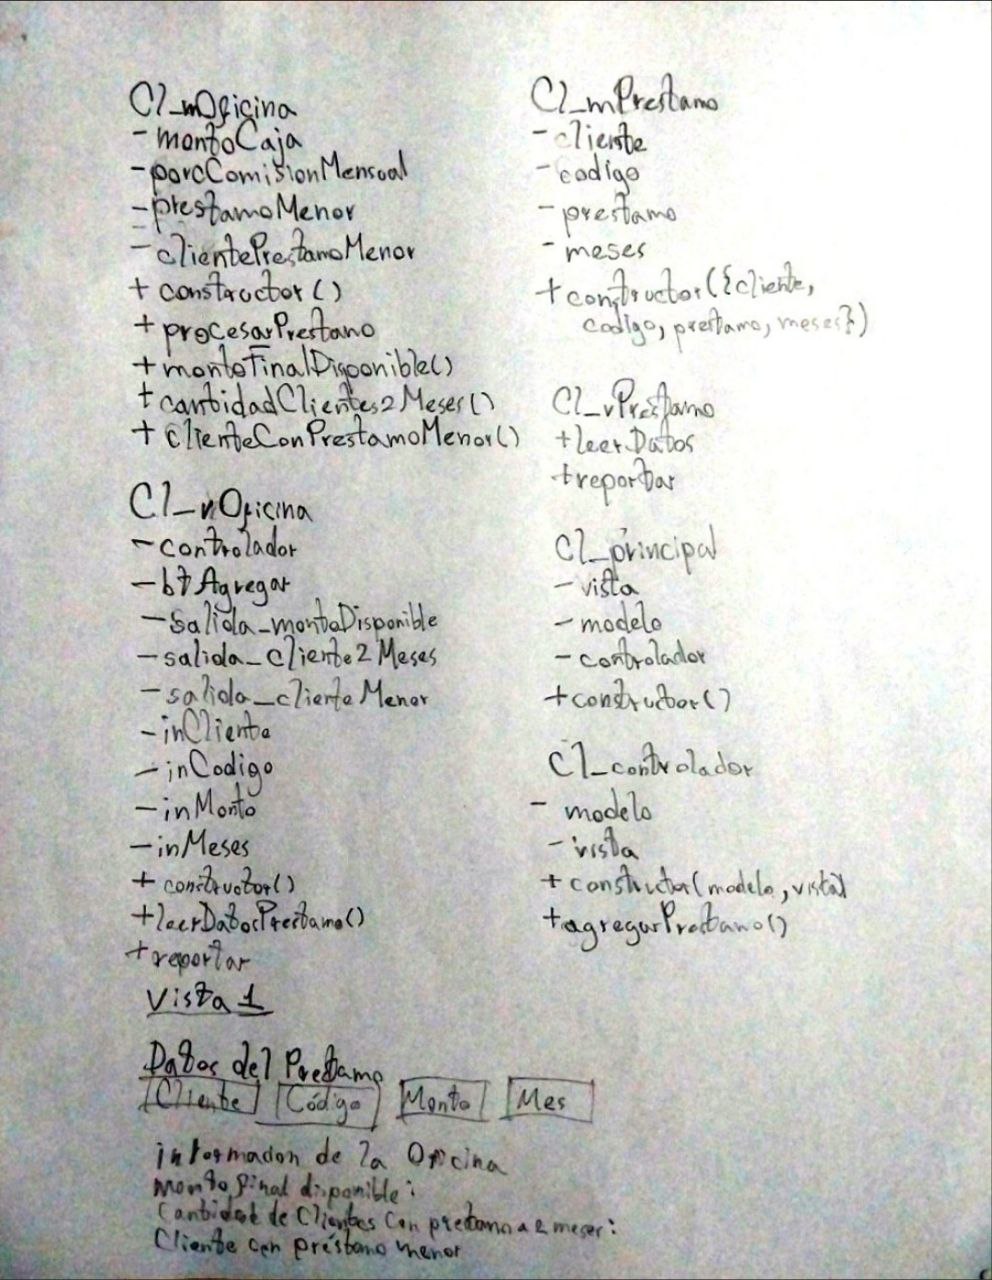 Cl_mOficina
- montoCaja
- porcComisionMensual
- prestamoMenor
- clientePrestamoMenor
+ constructor()
+ procesarPrestamo
+ montoFinalDisponible()
+ cantidadClientes2Meses()
+ clienteConPrestamoMenor()
Cl_vOficina
- controlador
- btAgregar
- salida_montoDisponible
- salida_cliente2Meses
- salida_clienteMenor
- inCliente
- inCodigo
- inMonto
- inMeses
+ constructor()
+ leerDatosPrestamo()
+ reportar
Vista 1
Datos del Prestamo
Cliente Código Monto Mes
informacion de la Oficina
Monto final disponible:
Cantidad de Clientes Con prestamo a 2 meses:
Cliente con préstamo menor
Cl_mPrestamo
- cliente
- codigo
- prestamo
- meses
+ constructor({cliente,
codigo, prestamo, meses})
Cl_vPrestamo
+ leerDatos
+ reportar
Cl_principal
- vista
- modelo
- controlador
+ constructor()
Cl_controlador
- modelo
- vista
+ constructor(modelo, vista)
+ agregarPrestamo()